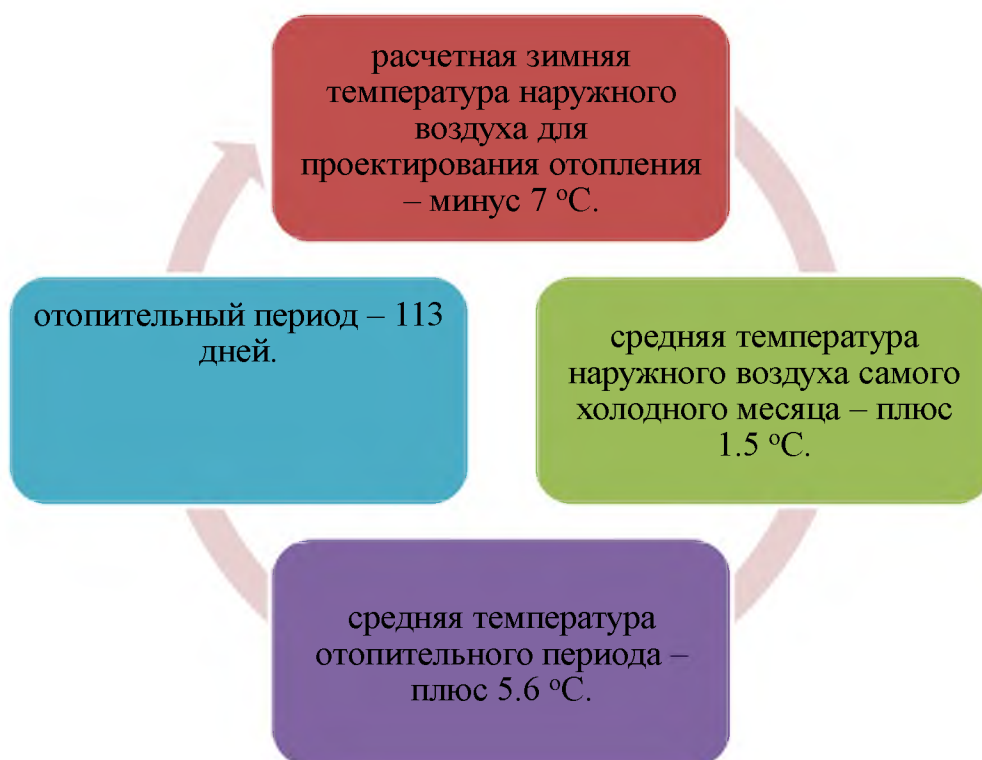 расчетная зимняя
температура наружного
воздуха для
проектирования отопления
– минус 7 °С.
средняя температура
наружного воздуха самого
холодного месяца – плюс
1.5 °С.
средняя температура
отопительного периода –
плюс 5.6 °С.
отопительный период – 113
дней.